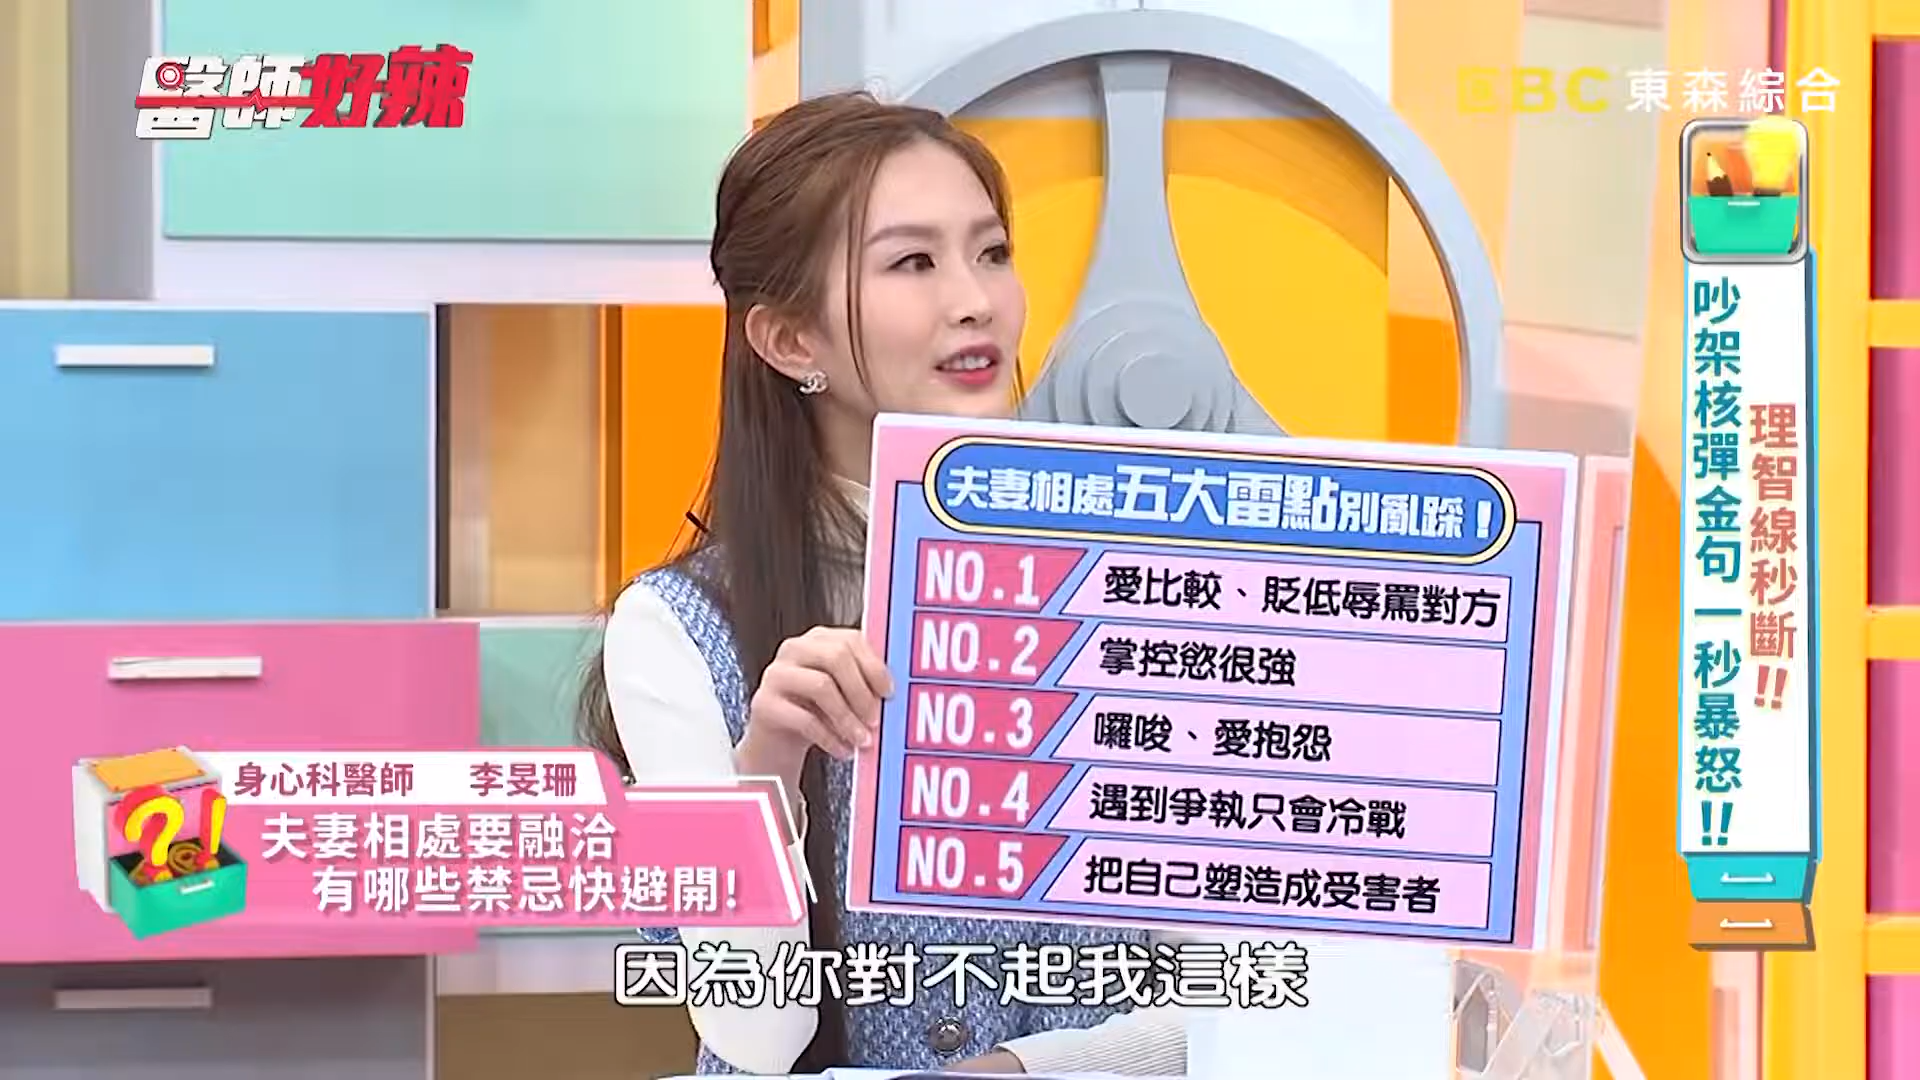 醫師好辣
EBC 東森綜合
理智線秒斷!!
吵架核彈金句 一秒暴怒!!
夫妻相處五大雷點別亂踩!
NO.1 愛比較、貶低辱罵對方
NO.2 掌控慾很強
NO.3 囉唆、愛抱怨
NO.4 遇到爭執只會冷戰
NO.5 把自己塑造成受害者
?!
身心科醫師 李旻珊
夫妻相處要融洽
有哪些禁忌快避開!
因為你對不起我這樣